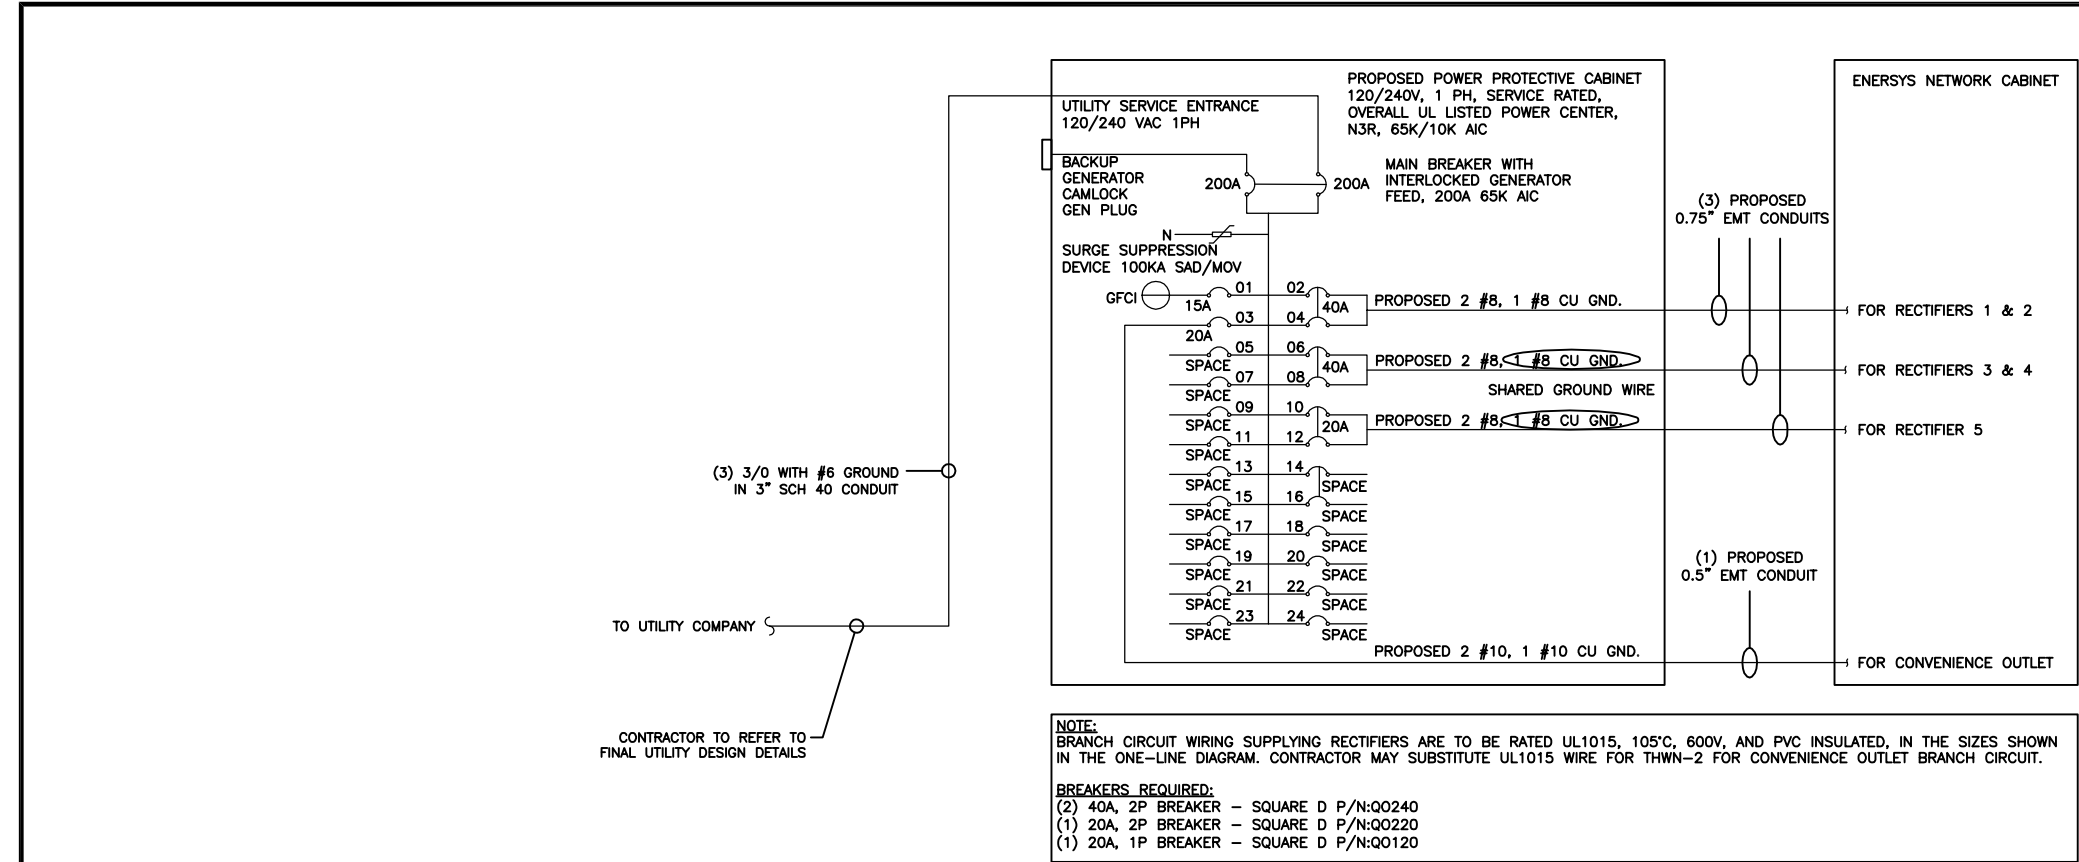 UTILITY SERVICE ENTRANCE
120/240 VAC 1PH
PROPOSED POWER PROTECTIVE CABINET
120/240V, 1 PH, SERVICE RATED,
OVERALL UL LISTED POWER CENTER,
N3R, 65K/10K AIC
ENERSYS NETWORK CABINET
BACKUP
GENERATOR
CAMLOCK
GEN PLUG
200A
200A
MAIN BREAKER WITH
INTERLOCKED GENERATOR
FEED, 200A 65K AIC
(3) PROPOSED
0.75" EMT CONDUITS
N
SURGE SUPPRESSION
DEVICE 100KA SAD/MOV
GFCI
15A
01
02
40A
PROPOSED 2 #8, 1 #8 CU GND.
FOR RECTIFIERS 1 & 2
20A
03
04
SPACE
05
06
40A
PROPOSED 2 #8, 1 #8 CU GND.
FOR RECTIFIERS 3 & 4
SPACE
07
08
SHARED GROUND WIRE
SPACE
09
10
20A
PROPOSED 2 #8, 1 #8 CU GND.
FOR RECTIFIER 5
SPACE
11
12
SPACE
13
14
SPACE
SPACE
15
16
SPACE
SPACE
17
18
SPACE
SPACE
19
20
SPACE
SPACE
21
22
SPACE
SPACE
23
24
SPACE
(3) 3/0 WITH #6 GROUND
IN 3" SCH 40 CONDUIT
(1) PROPOSED
0.5" EMT CONDUIT
TO UTILITY COMPANY
PROPOSED 2 #10, 1 #10 CU GND.
FOR CONVENIENCE OUTLET
CONTRACTOR TO REFER TO
FINAL UTILITY DESIGN DETAILS
NOTE:
BRANCH CIRCUIT WIRING SUPPLYING RECTIFIERS ARE TO BE RATED UL1015, 105°C, 600V, AND PVC INSULATED, IN THE SIZES SHOWN
IN THE ONE-LINE DIAGRAM. CONTRACTOR MAY SUBSTITUTE UL1015 WIRE FOR THWN-2 FOR CONVENIENCE OUTLET BRANCH CIRCUIT.
BREAKERS REQUIRED:
(2) 40A, 2P BREAKER - SQUARE D P/N:QO240
(1) 20A, 2P BREAKER - SQUARE D P/N:QO220
(1) 20A, 1P BREAKER - SQUARE D P/N:QO120